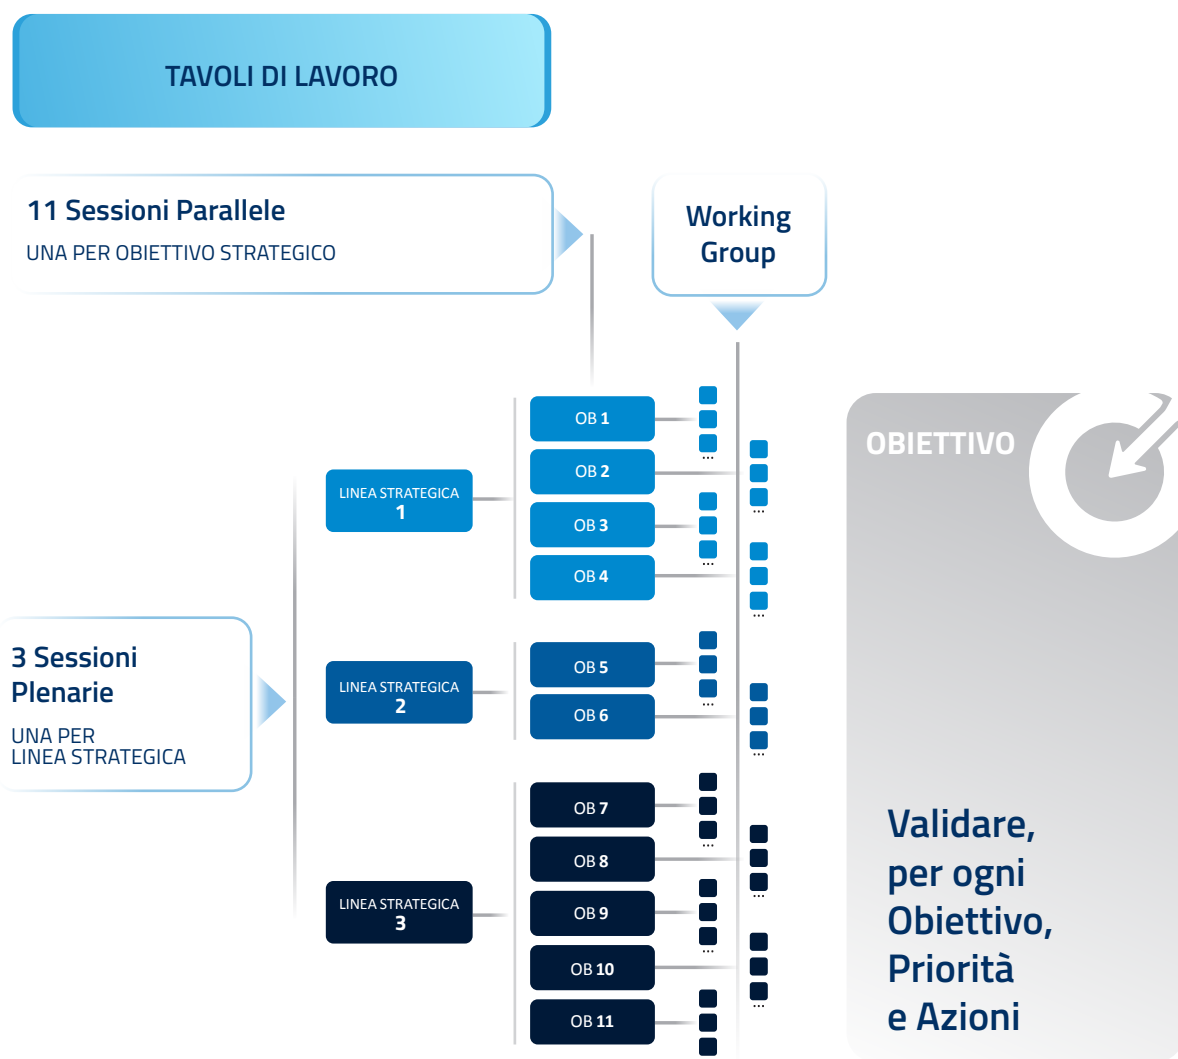 TAVOLI DI LAVORO
11 Sessioni Parallele
UNA PER OBIETTIVO STRATEGICO
Working
Group
OB 1
...
OB 2
LINEA STRATEGICA
1
...
OB 3
...
OB 4
...
OBIETTIVO
3 Sessioni
Plenarie
UNA PER
LINEA STRATEGICA
OB 5
LINEA STRATEGICA
2
...
OB 6
...
OB 7
...
OB 8
...
LINEA STRATEGICA
3
OB 9
...
OB 10
...
OB 11
Validare,
per ogni
Obiettivo,
Priorità
e Azioni